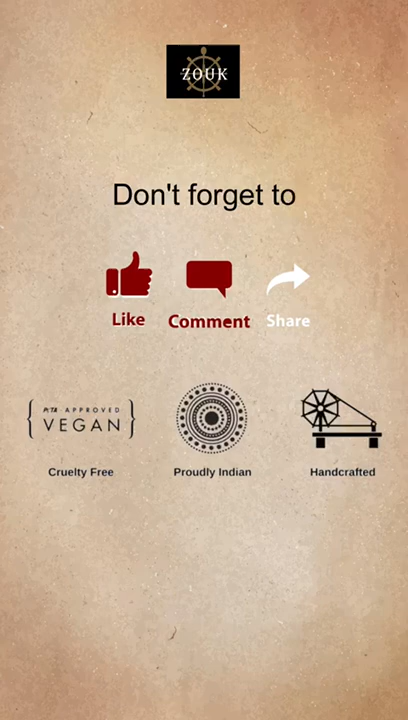 ZOUK
Don't forget to
Like Comment Share
PETA - APPROVED
VEGAN
Cruelty Free Proudly Indian Handcrafted